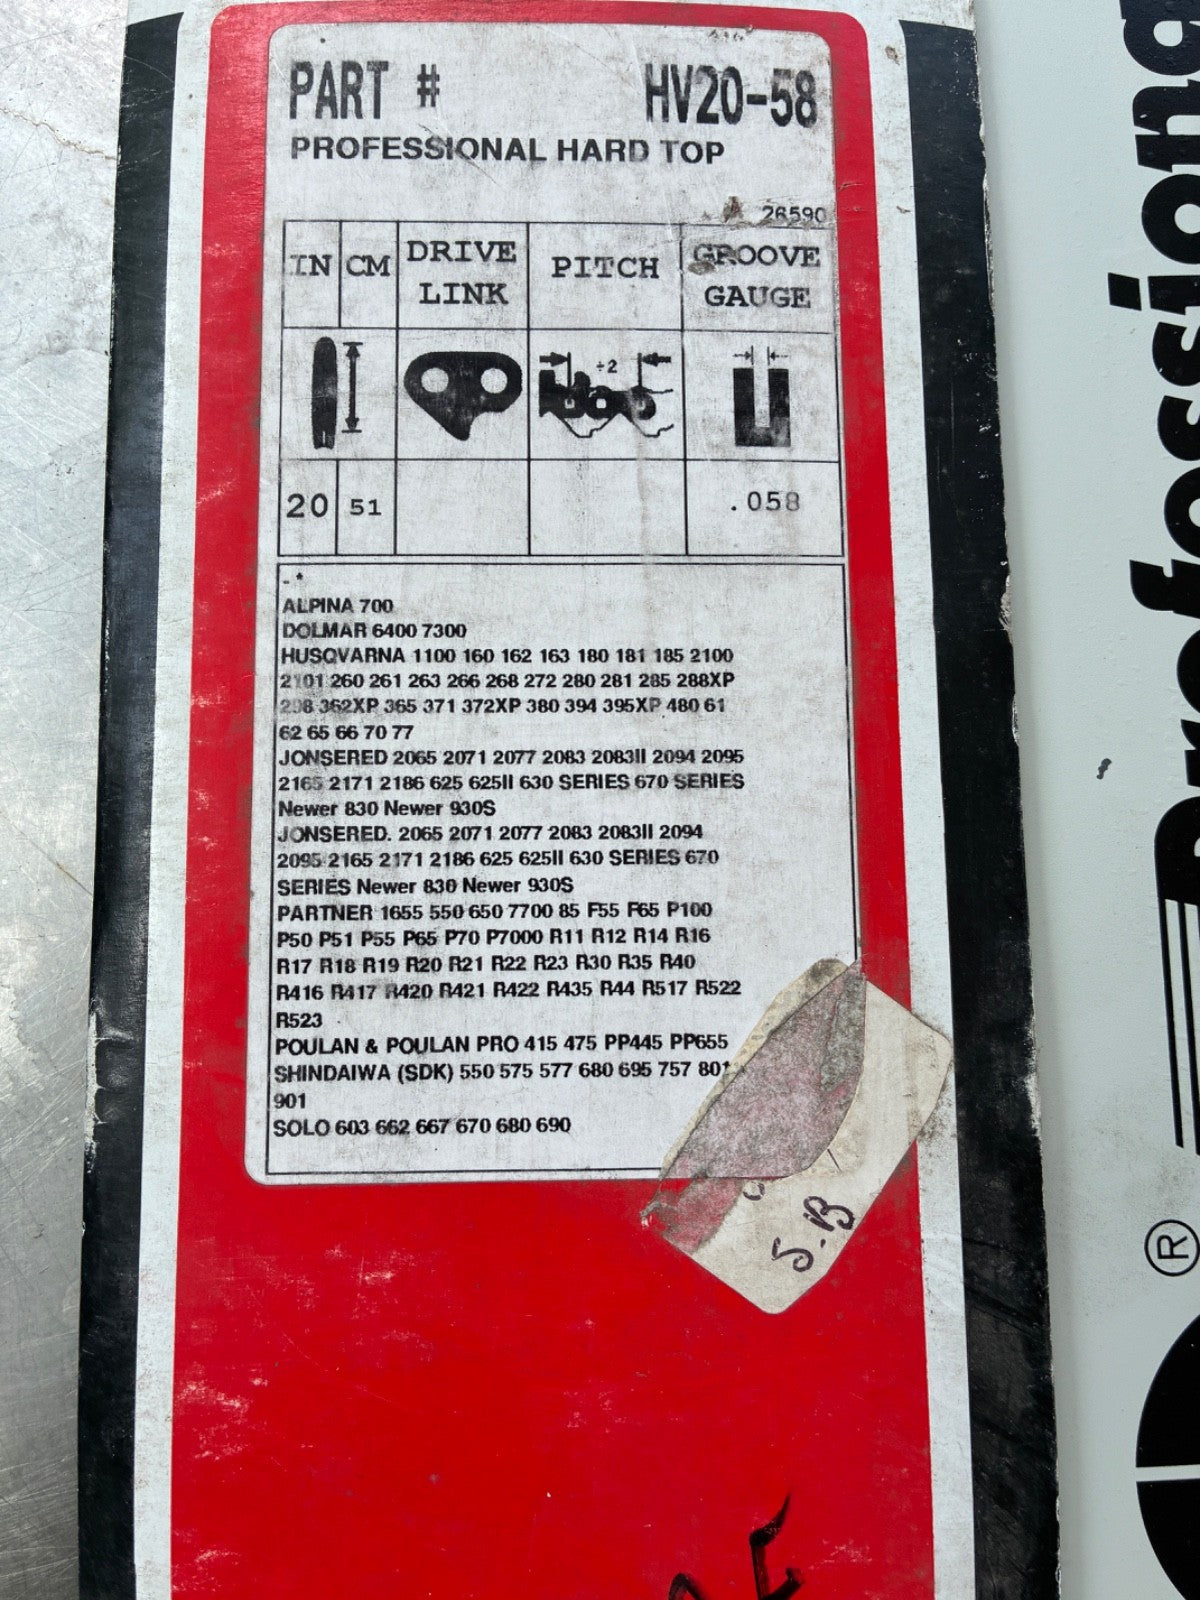 PART # HV20-58
PROFESSIONAL HARD TOP
26590
IN CM DRIVE LINK PITCH GROOVE GAUGE
÷2
20 51 .058
- *
ALPINA 700
DOLMAR 6400 7300
HUSQVARNA 1100 160 162 163 180 181 185 2100
2101 260 261 263 266 268 272 280 281 285 288XP
298 362XP 365 371 372XP 380 394 395XP 480 61
62 65 66 70 77
JONSERED 2065 2071 2077 2083 2083II 2094 2095
2165 2171 2186 625 625II 630 SERIES 670 SERIES
Newer 830 Newer 930S
JONSERED. 2065 2071 2077 2083 2083II 2094
2095 2165 2171 2186 625 625II 630 SERIES 670
SERIES Newer 830 Newer 930S
PARTNER 1655 550 650 7700 85 F55 F65 P100
P50 P51 P55 P65 P70 P7000 R11 R12 R14 R16
R17 R18 R19 R20 R21 R22 R23 R30 R35 R40
R416 R417 R420 R421 R422 R435 R44 R517 R522
R523
POULAN & POULAN PRO 415 475 PP445 PP655
SHINDAIWA (SDK) 550 575 577 680 695 757 801
901
SOLO 603 662 667 670 680 690
S.B
Professional
®